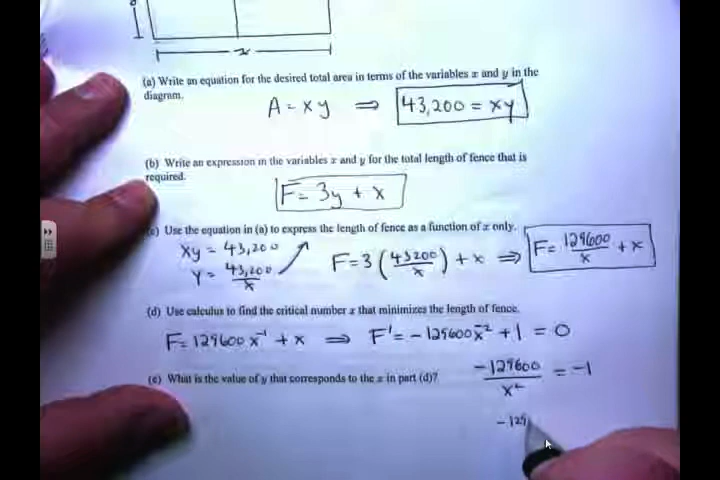 x
(a) Write an equation for the desired total area in terms of the variables x and y in the
diagram.
A = xy ⇒ 43,200 = xy
(b) Write an expression in the variables x and y for the total length of fence that is
required.
F = 3y + x
(c) Use the equation in (a) to express the length of fence as a function of x only.
xy = 43,200
y = 43,200/x
F = 3 (43200/x) + x ⇒ F = 129600/x + x
(d) Use calculus to find the critical number x that minimizes the length of fence.
F = 129600x⁻¹ + x ⇒ F' = -129600x⁻² + 1 = 0
(e) What is the value of y that corresponds to the x in part (d)?
-129600/x² = -1
-129